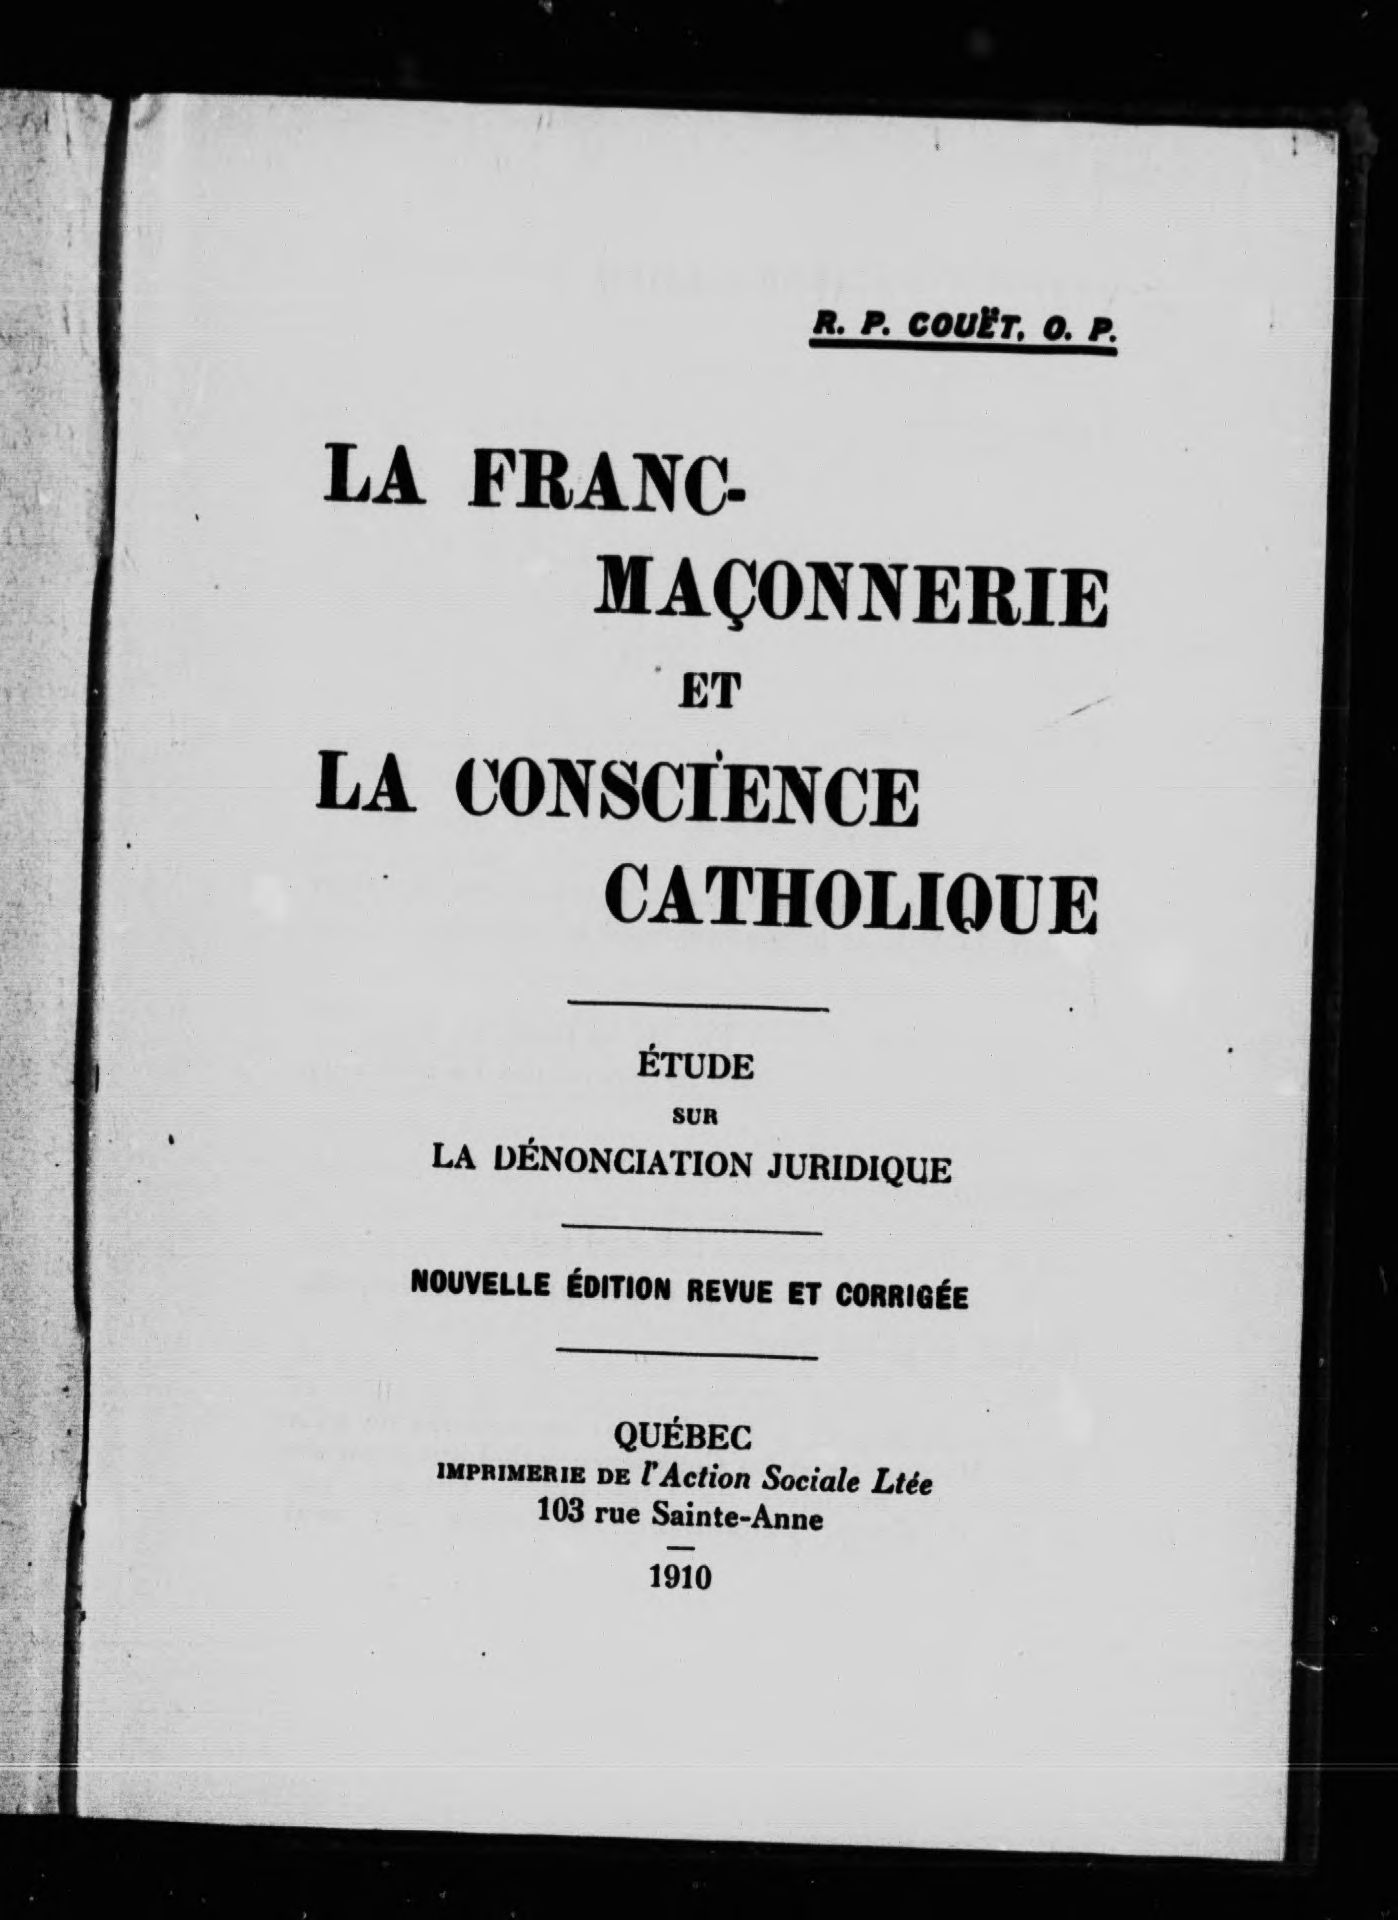 R. P. COUËT, O. P.
LA FRANC-
MAÇONNERIE
ET
LA CONSCIENCE
CATHOLIQUE
ÉTUDE
SUR
LA DÉNONCIATION JURIDIQUE
NOUVELLE ÉDITION REVUE ET CORRIGÉE
QUÉBEC
IMPRIMERIE DE l'Action Sociale Ltée
103 rue Sainte-Anne
1910